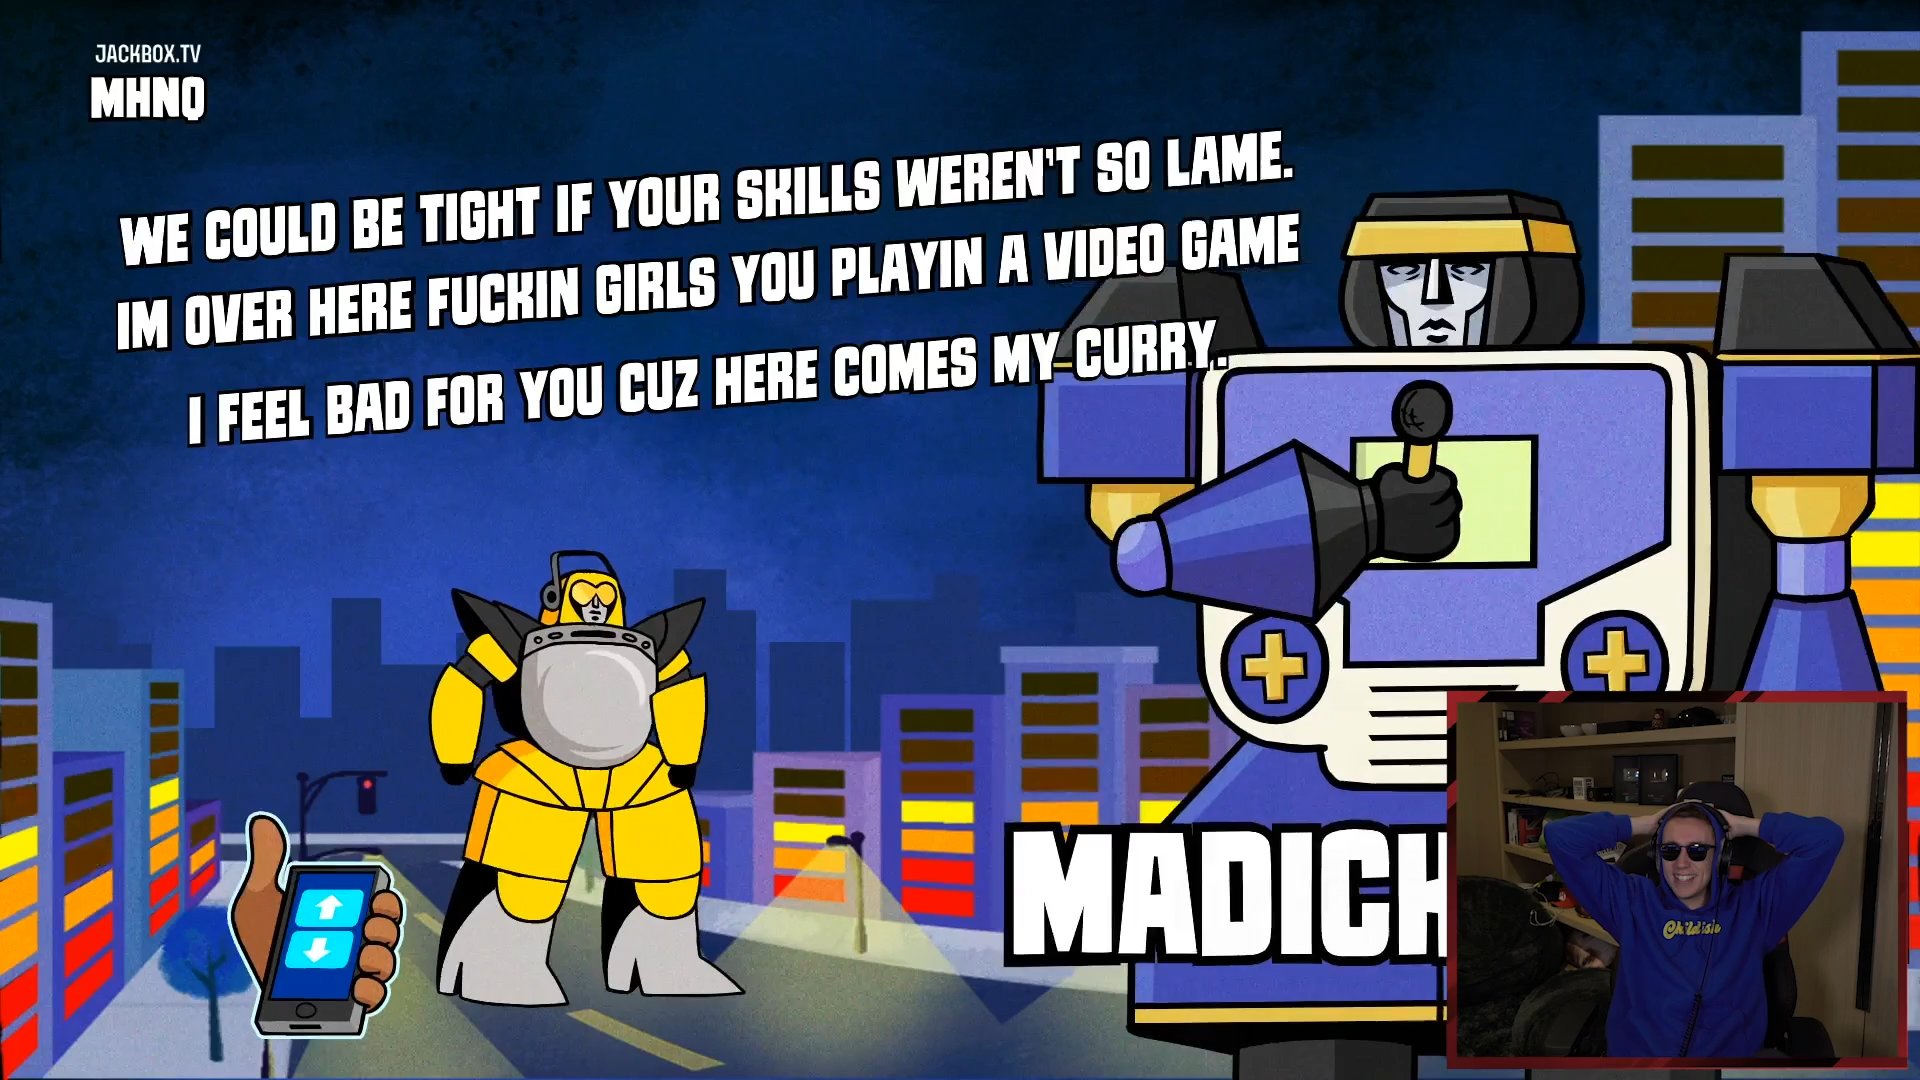 JACKBOX.TV
MHNQ
WE COULD BE TIGHT IF YOUR SKILLS WEREN'T SO LAME.
IM OVER HERE FUCKIN GIRLS YOU PLAYIN A VIDEO GAME
I FEEL BAD FOR YOU CUZ HERE COMES MY CURRY.
MADICH
Childish